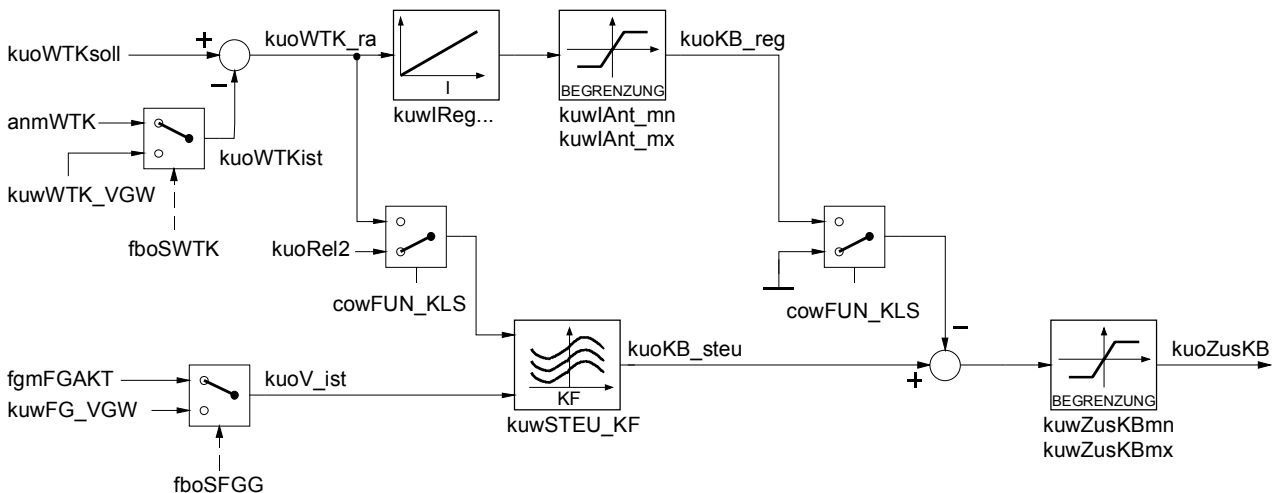 kuoWTKsoll
+
kuoWTK_ra
I
kuwIReg...
BEGRENZUNG
kuwIAnt_mn
kuwIAnt_mx
kuoKB_reg
−
anmWTK
kuwWTK_VGW
kuoWTKist
fboSWTK
kuoRel2
cowFUN_KLS
cowFUN_KLS
−
fgmFGAKT
kuwFG_VGW
kuoV_ist
fboSFGG
KF
kuwSTEU_KF
kuoKB_steu
+
BEGRENZUNG
kuwZusKBmn
kuwZusKBmx
kuoZusKB